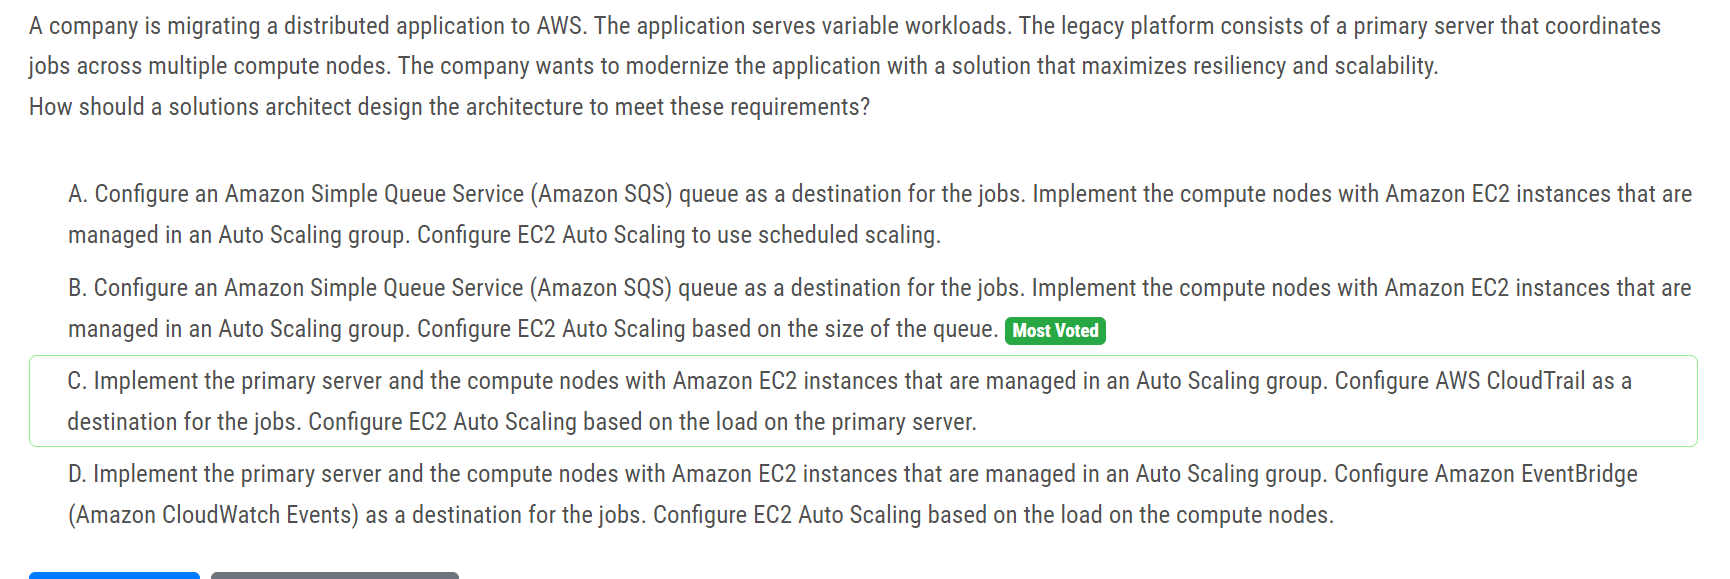 A company is migrating a distributed application to AWS. The application serves variable workloads. The legacy platform consists of a primary server that coordinates
jobs across multiple compute nodes. The company wants to modernize the application with a solution that maximizes resiliency and scalability.
How should a solutions architect design the architecture to meet these requirements?
A. Configure an Amazon Simple Queue Service (Amazon SQS) queue as a destination for the jobs. Implement the compute nodes with Amazon EC2 instances that are
managed in an Auto Scaling group. Configure EC2 Auto Scaling to use scheduled scaling.
B. Configure an Amazon Simple Queue Service (Amazon SQS) queue as a destination for the jobs. Implement the compute nodes with Amazon EC2 instances that are
managed in an Auto Scaling group. Configure EC2 Auto Scaling based on the size of the queue. Most Voted
C. Implement the primary server and the compute nodes with Amazon EC2 instances that are managed in an Auto Scaling group. Configure AWS CloudTrail as a
destination for the jobs. Configure EC2 Auto Scaling based on the load on the primary server.
D. Implement the primary server and the compute nodes with Amazon EC2 instances that are managed in an Auto Scaling group. Configure Amazon EventBridge
(Amazon CloudWatch Events) as a destination for the jobs. Configure EC2 Auto Scaling based on the load on the compute nodes.